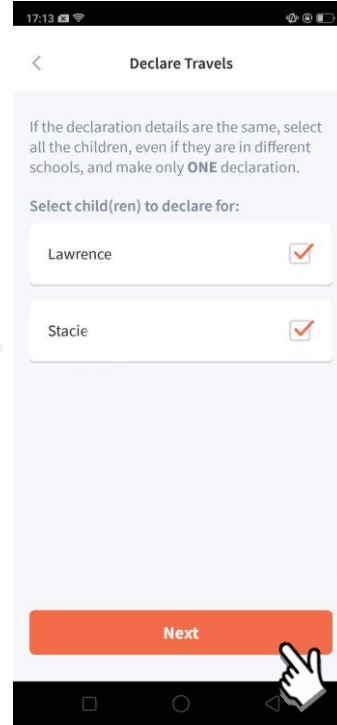 17:13
Declare Travels
If the declaration details are the same, select
all the children, even if they are in different
schools, and make only ONE declaration.
Select child(ren) to declare for:
Lawrence
Stacie
Next